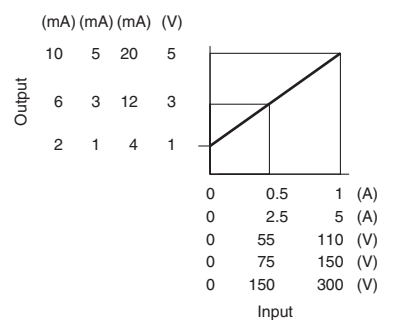 (mA) (mA) (mA) (V)
10 5 20 5
6 3 12 3
2 1 4 1
Output
0 0.5 1 (A)
0 2.5 5 (A)
0 55 110 (V)
0 75 150 (V)
0 150 300 (V)
Input